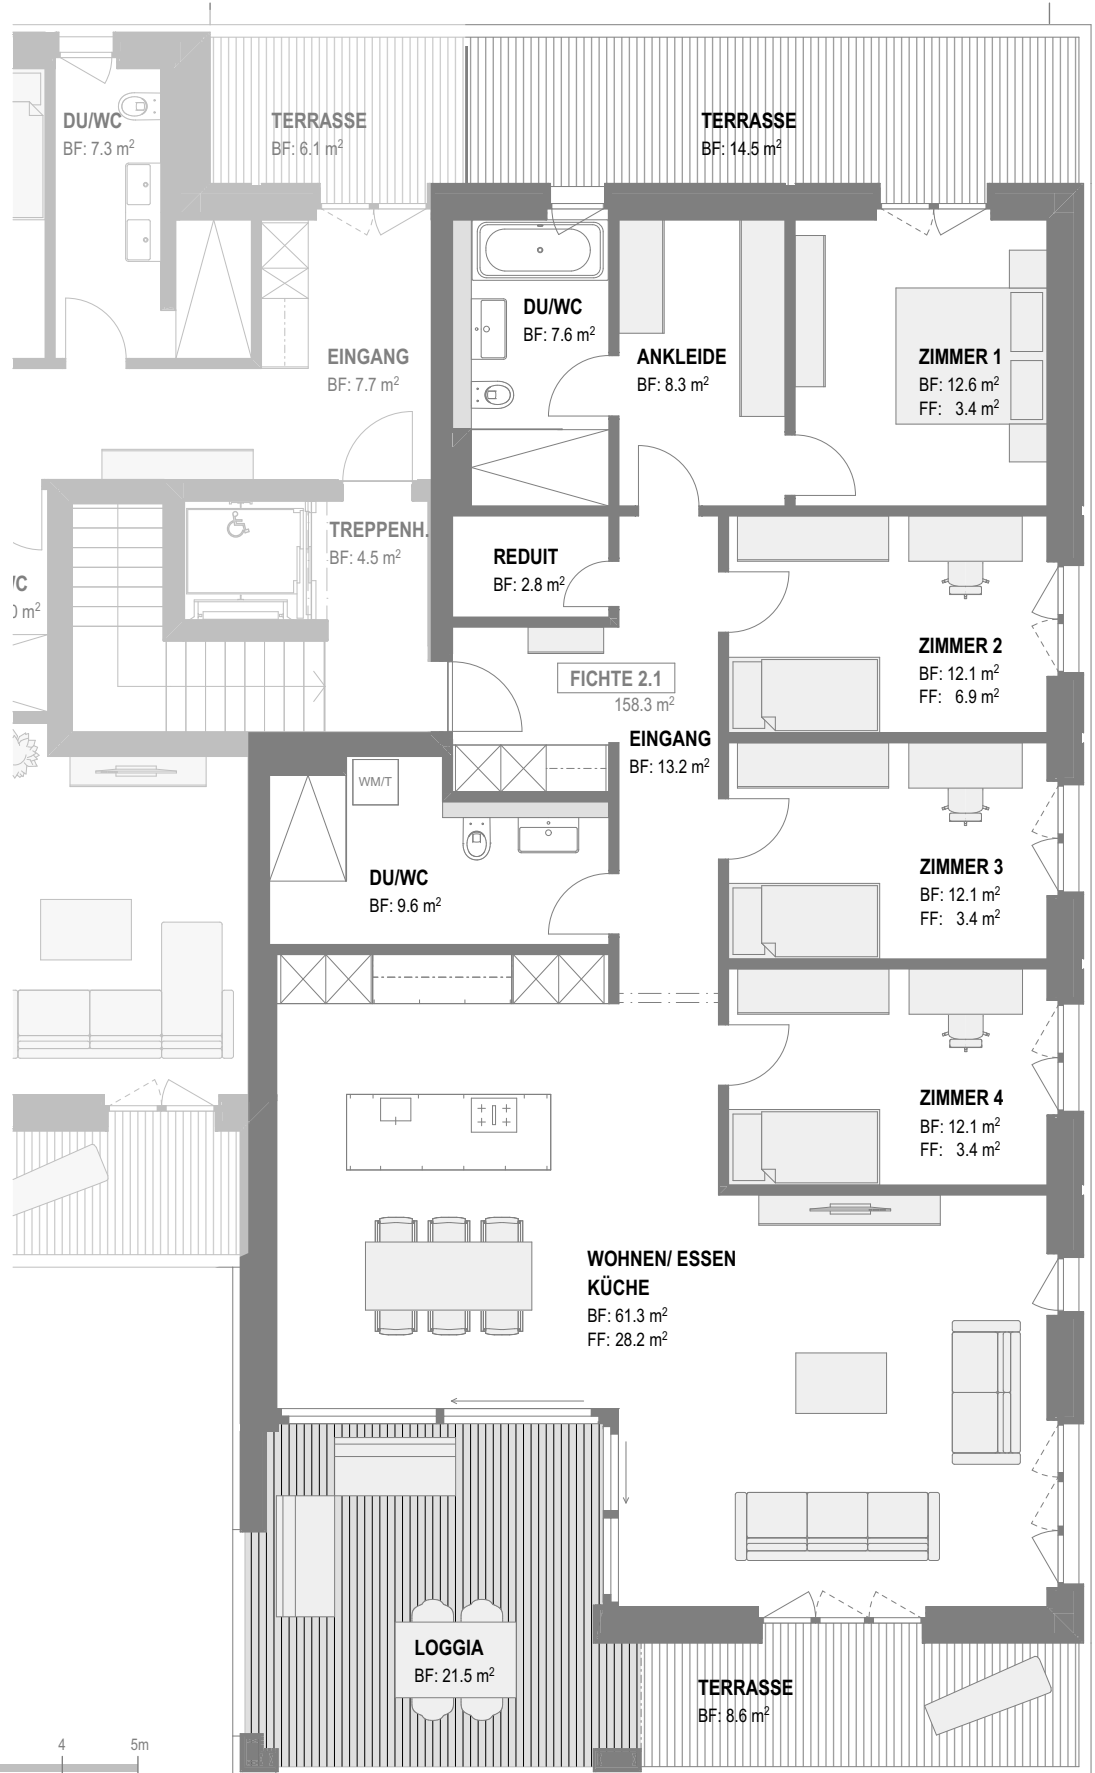 DU/WC
BF: 7.3 m²
TERRASSE
BF: 6.1 m²
TERRASSE
BF: 14.5 m²
DU/WC
BF: 7.6 m²
EINGANG
BF: 7.7 m²
ANKLEIDE
BF: 8.3 m²
ZIMMER 1
BF: 12.6 m²
FF: 3.4 m²
TREPPENH.
BF: 4.5 m²
REDUIT
BF: 2.8 m²
/C
0 m²
ZIMMER 2
BF: 12.1 m²
FF: 6.9 m²
FICHTE 2.1
158.3 m²
EINGANG
BF: 13.2 m²
WM/T
DU/WC
BF: 9.6 m²
ZIMMER 3
BF: 12.1 m²
FF: 3.4 m²
ZIMMER 4
BF: 12.1 m²
FF: 3.4 m²
WOHNEN/ ESSEN
KÜCHE
BF: 61.3 m²
FF: 28.2 m²
LOGGIA
BF: 21.5 m²
TERRASSE
BF: 8.6 m²
4 5m